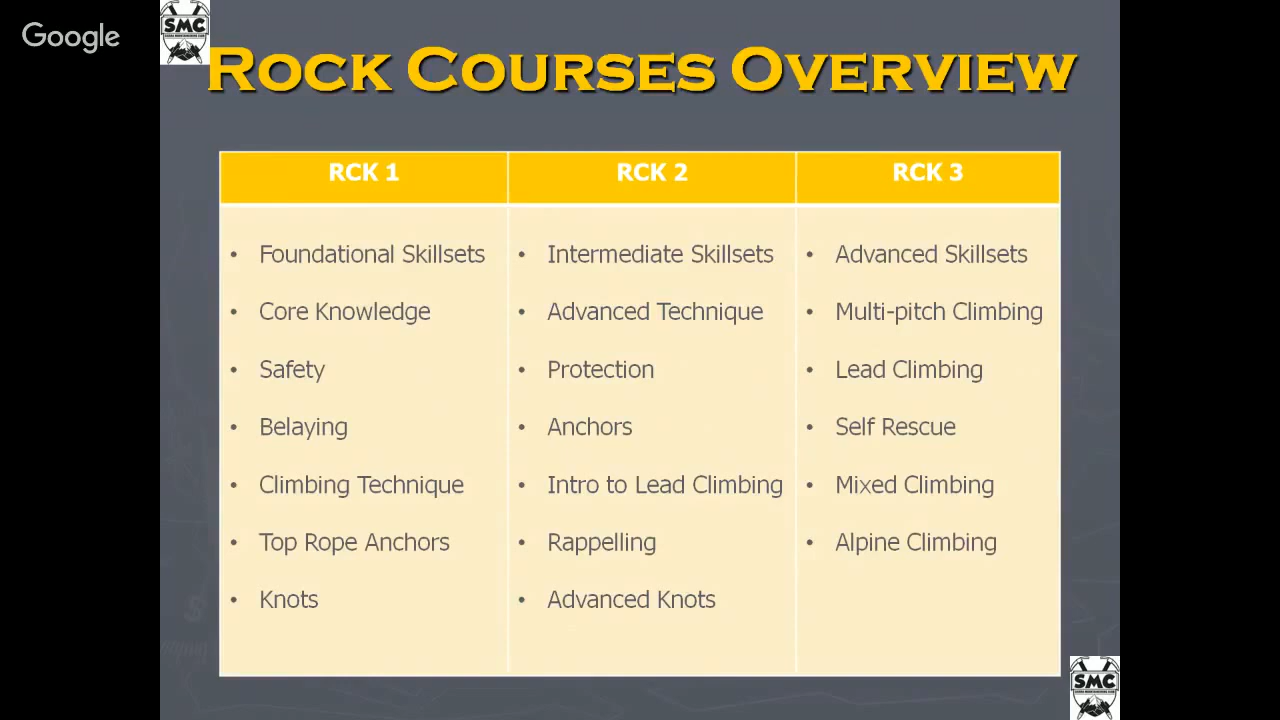 Google
SMC
ROCK COURSES OVERVIEW
RCK 1
RCK 2
RCK 3
• Foundational Skillsets
• Core Knowledge
• Safety
• Belaying
• Climbing Technique
• Top Rope Anchors
• Knots
• Intermediate Skillsets
• Advanced Technique
• Protection
• Anchors
• Intro to Lead Climbing
• Rappelling
• Advanced Knots
• Advanced Skillsets
• Multi-pitch Climbing
• Lead Climbing
• Self Rescue
• Mixed Climbing
• Alpine Climbing
SMC